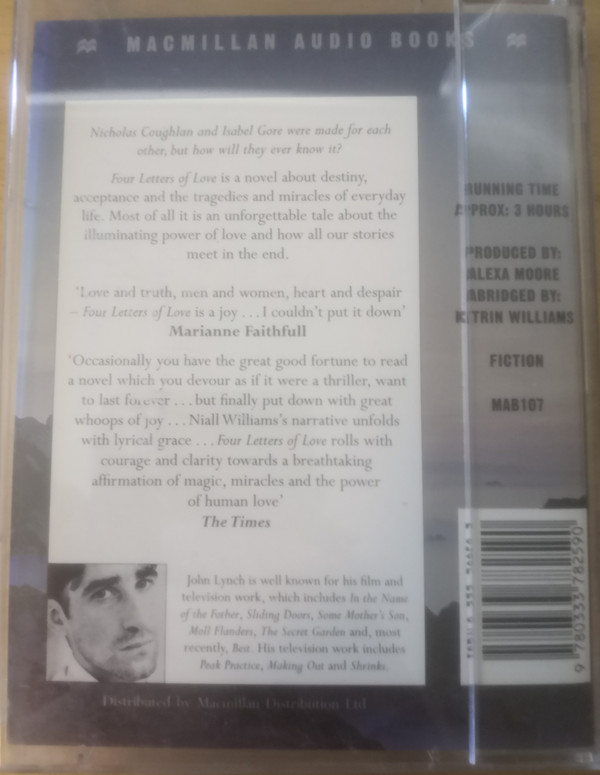 MACMILLAN AUDIO BOOKS
Nicholas Coughlan and Isabel Gore were made for each
other, but how will they ever know it?
Four Letters of Love is a novel about destiny,
acceptance and the tragedies and miracles of everyday
life. Most of all it is an unforgettable tale about the
illuminating power of love and how all our stories
meet in the end.
‘Love and truth, men and women, heart and despair
– Four Letters of Love is a joy . . . I couldn’t put it down’
Marianne Faithfull
‘Occasionally you have the great good fortune to read
a novel which you devour as if it were a thriller, want
to last forever . . . but finally put down with great
whoops of joy . . . Niall Williams’s narrative unfolds
with lyrical grace . . . Four Letters of Love rolls with
courage and clarity towards a breathtaking
affirmation of magic, miracles and the power
of human love’
The Times
John Lynch is well known for his film and
television work, which includes In the Name
of the Father, Sliding Doors, Some Mother’s Son,
Moll Flanders, The Secret Garden and, most
recently, Best. His television work includes
Peak Practice, Making Out and Shrinks.
Distributed by Macmillan Distribution Ltd
RUNNING TIME
APPROX: 3 HOURS
PRODUCED BY:
ALEXA MOORE
ABRIDGED BY:
KATRIN WILLIAMS
FICTION
MAB107
9 780333 782590